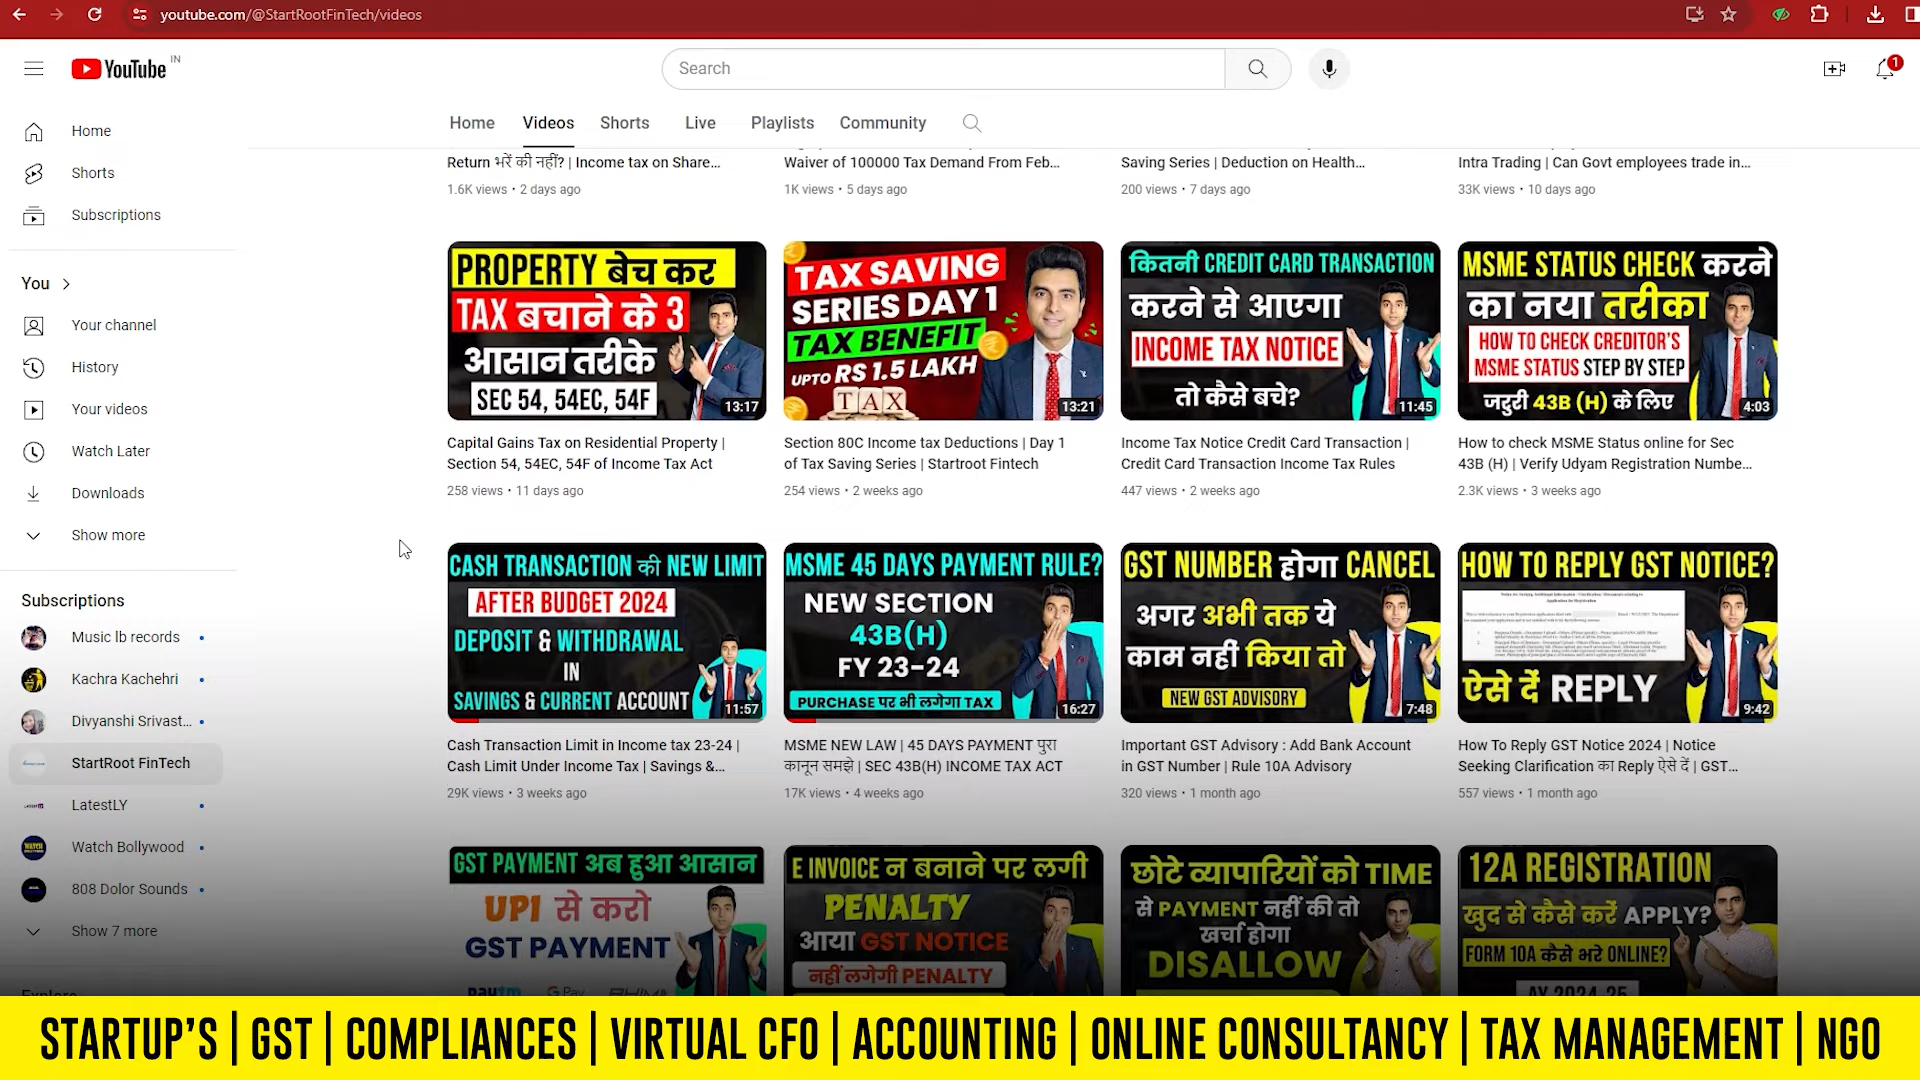 youtube.com/@StartRootFinTech/videos
YouTube IN
Search
1
Home
Videos
Shorts
Live
Playlists
Community
Home
Shorts
Subscriptions
You
Your channel
History
Your videos
Watch Later
Downloads
Show more
Subscriptions
Music lb records
Kachra Kachehri
Divyanshi Srivast...
StartRoot FinTech
LatestLY
Watch Bollywood
808 Dolor Sounds
Show 7 more
Return भरें की नहीं? | Income tax on Share...
1.6K views • 2 days ago
Waiver of 100000 Tax Demand From Feb...
1K views • 5 days ago
Saving Series | Deduction on Health...
200 views • 7 days ago
Intra Trading | Can Govt employees trade in...
33K views • 10 days ago
PROPERTY बेच कर
TAX बचाने के 3
आसान तरीके
SEC 54, 54EC, 54F
13:17
Capital Gains Tax on Residential Property |
Section 54, 54EC, 54F of Income Tax Act
258 views • 11 days ago
TAX SAVING
SERIES DAY 1
TAX BENEFIT
UPTO RS 1.5 LAKH
TAX
13:21
Section 80C Income tax Deductions | Day 1
of Tax Saving Series | Startroot Fintech
254 views • 2 weeks ago
कितनी CREDIT CARD TRANSACTION
करने से आएगा
INCOME TAX NOTICE
तो कैसे बचे?
11:45
Income Tax Notice Credit Card Transaction |
Credit Card Transaction Income Tax Rules
447 views • 2 weeks ago
MSME STATUS CHECK करने
का नया तरीका
HOW TO CHECK CREDITOR'S
MSME STATUS STEP BY STEP
जरुरी 43B (H) के लिए
4:03
How to check MSME Status online for Sec
43B (H) | Verify Udyam Registration Numbe...
2.3K views • 3 weeks ago
CASH TRANSACTION की NEW LIMIT
AFTER BUDGET 2024
DEPOSIT & WITHDRAWAL
IN
SAVINGS & CURRENT ACCOUNT
11:57
Cash Transaction Limit in Income tax 23-24 |
Cash Limit Under Income Tax | Savings &...
29K views • 3 weeks ago
MSME 45 DAYS PAYMENT RULE?
NEW SECTION
43B(H)
FY 23-24
PURCHASE पर भी लगेगा TAX
16:27
MSME NEW LAW | 45 DAYS PAYMENT पुरा
कानून समझे | SEC 43B(H) INCOME TAX ACT
17K views • 4 weeks ago
GST NUMBER होगा CANCEL
अगर अभी तक ये
काम नहीं किया तो
NEW GST ADVISORY
7:48
Important GST Advisory : Add Bank Account
in GST Number | Rule 10A Advisory
320 views • 1 month ago
HOW TO REPLY GST NOTICE?
ऐसे दें REPLY
9:42
How To Reply GST Notice 2024 | Notice
Seeking Clarification का Reply ऐसे दें | GST...
557 views • 1 month ago
GST PAYMENT अब हुआ आसान
UPI से करो
GST PAYMENT
Paytm G Pay BHIM
E INVOICE न बनाने पर लगी
PENALTY
आया GST NOTICE
नहीं लगेगी PENALTY
छोटे व्यापारियों को TIME
से PAYMENT नहीं की तो
खर्चा होगा
DISALLOW
12A REGISTRATION
खुद से कैसे करें APPLY?
FORM 10A कैसे भरे ONLINE?
AY 2024-25
Explore
STARTUP'S | GST | COMPLIANCES | VIRTUAL CFO | ACCOUNTING | ONLINE CONSULTANCY | TAX MANAGEMENT | NGO